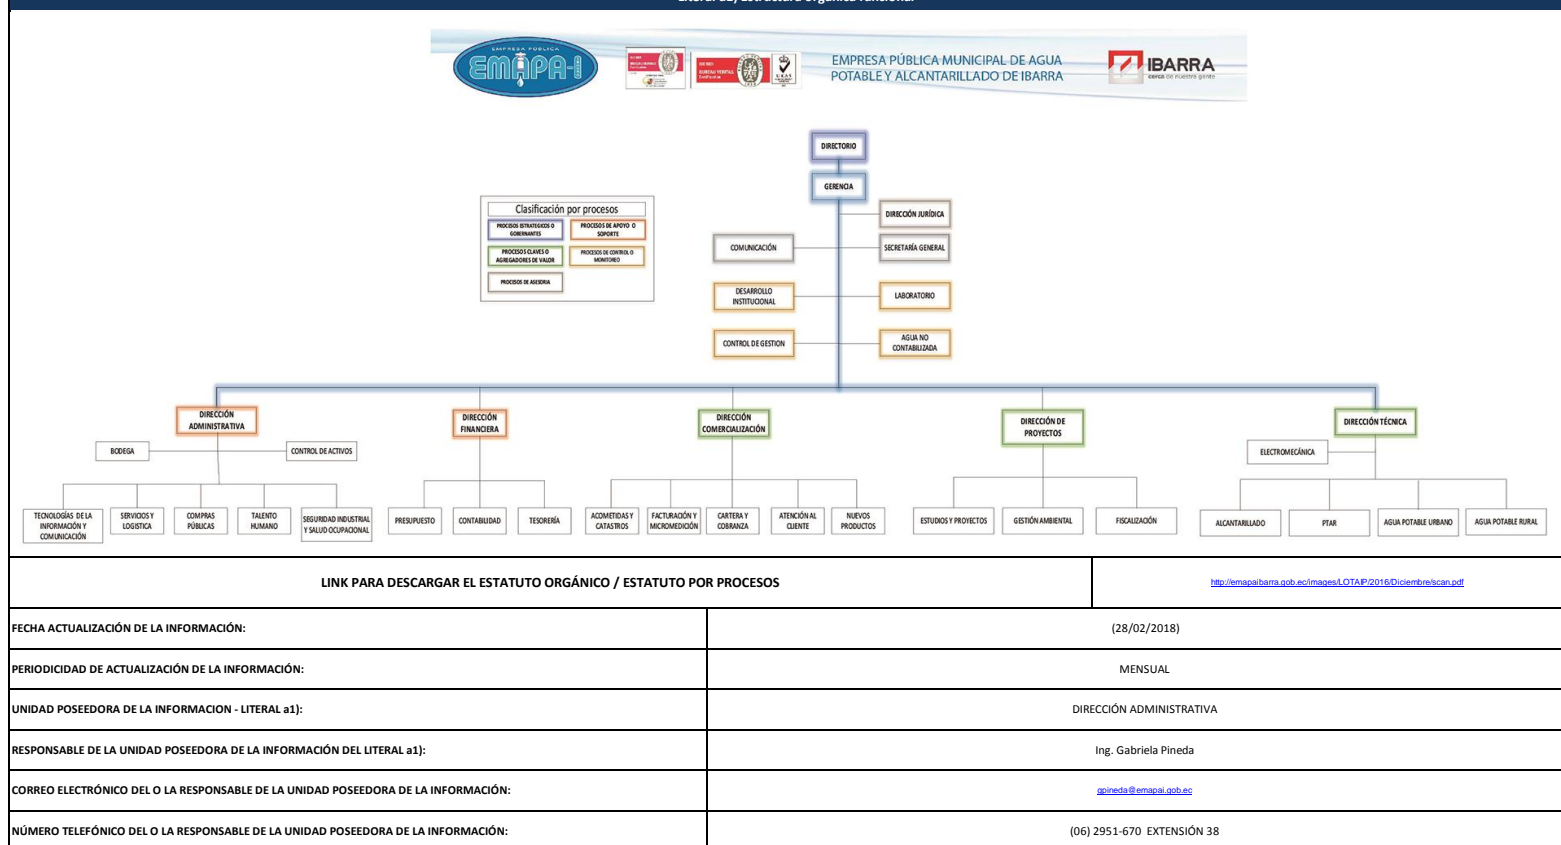 EMPRESA PÚBLICA
EMAPA-I
EMPRESA PÚBLICA MUNICIPAL DE AGUA
POTABLE Y ALCANTARILLADO DE IBARRA
IBARRA
cerca de nuestra gente
DIRECTORIO
GERENCIA
Clasificación por procesos
PROCESOS ESTRATEGICOS O
GOBERNANTES
PROCESOS DE APOYO O
SOPORTE
PROCESOS CLAVES O
AGREGADORES DE VALOR
PROCESOS DE CONTROL O
MONITOREO
PROCESOS DE ASESORIA
DIRECCIÓN JURÍDICA
COMUNICACIÓN
SECRETARÍA GENERAL
DESARROLLO
INSTITUCIONAL
LABORATORIO
CONTROL DE GESTION
AGUA NO
CONTABILIZADA
DIRECCIÓN
ADMINISTRATIVA
DIRECCIÓN
FINANCIERA
DIRECCIÓN
COMERCIALIZACIÓN
DIRECCIÓN DE
PROYECTOS
DIRECCIÓN TÉCNICA
BODEGA
CONTROL DE ACTIVOS
ELECTROMECÁNICA
TECNOLOGÍAS DE LA
INFORMACIÓN Y
COMUNICACIÓN
SERVICIOS Y
LOGISTICA
COMPRAS
PÚBLICAS
TALENTO
HUMANO
SEGURIDAD INDUSTRIAL
Y SALUD OCUPACIONAL
PRESUPUESTO
CONTABILIDAD
TESORERÍA
ACOMETIDAS Y
CATASTROS
FACTURACIÓN Y
MICROMEDICIÓN
CARTERA Y
COBRANZA
ATENCIÓN AL
CLIENTE
NUEVOS
PRODUCTOS
ESTUDIOS Y PROYECTOS
GESTIÓN AMBIENTAL
FISCALIZACIÓN
ALCANTARILLADO
PTAR
AGUA POTABLE URBANO
AGUA POTABLE RURAL
LINK PARA DESCARGAR EL ESTATUTO ORGÁNICO / ESTATUTO POR PROCESOS
http://emapaibarra.gob.ec/images/LOTAIP/2016/Diciembre/scan.pdf
FECHA ACTUALIZACIÓN DE LA INFORMACIÓN:
(28/02/2018)
PERIODICIDAD DE ACTUALIZACIÓN DE LA INFORMACIÓN:
MENSUAL
UNIDAD POSEEDORA DE LA INFORMACION - LITERAL a1):
DIRECCIÓN ADMINISTRATIVA
RESPONSABLE DE LA UNIDAD POSEEDORA DE LA INFORMACIÓN DEL LITERAL a1):
Ing. Gabriela Pineda
CORREO ELECTRÓNICO DEL O LA RESPONSABLE DE LA UNIDAD POSEEDORA DE LA INFORMACIÓN:
gpineda@emapai.gob.ec
NÚMERO TELEFÓNICO DEL O LA RESPONSABLE DE LA UNIDAD POSEEDORA DE LA INFORMACIÓN:
(06) 2951-670 EXTENSIÓN 38